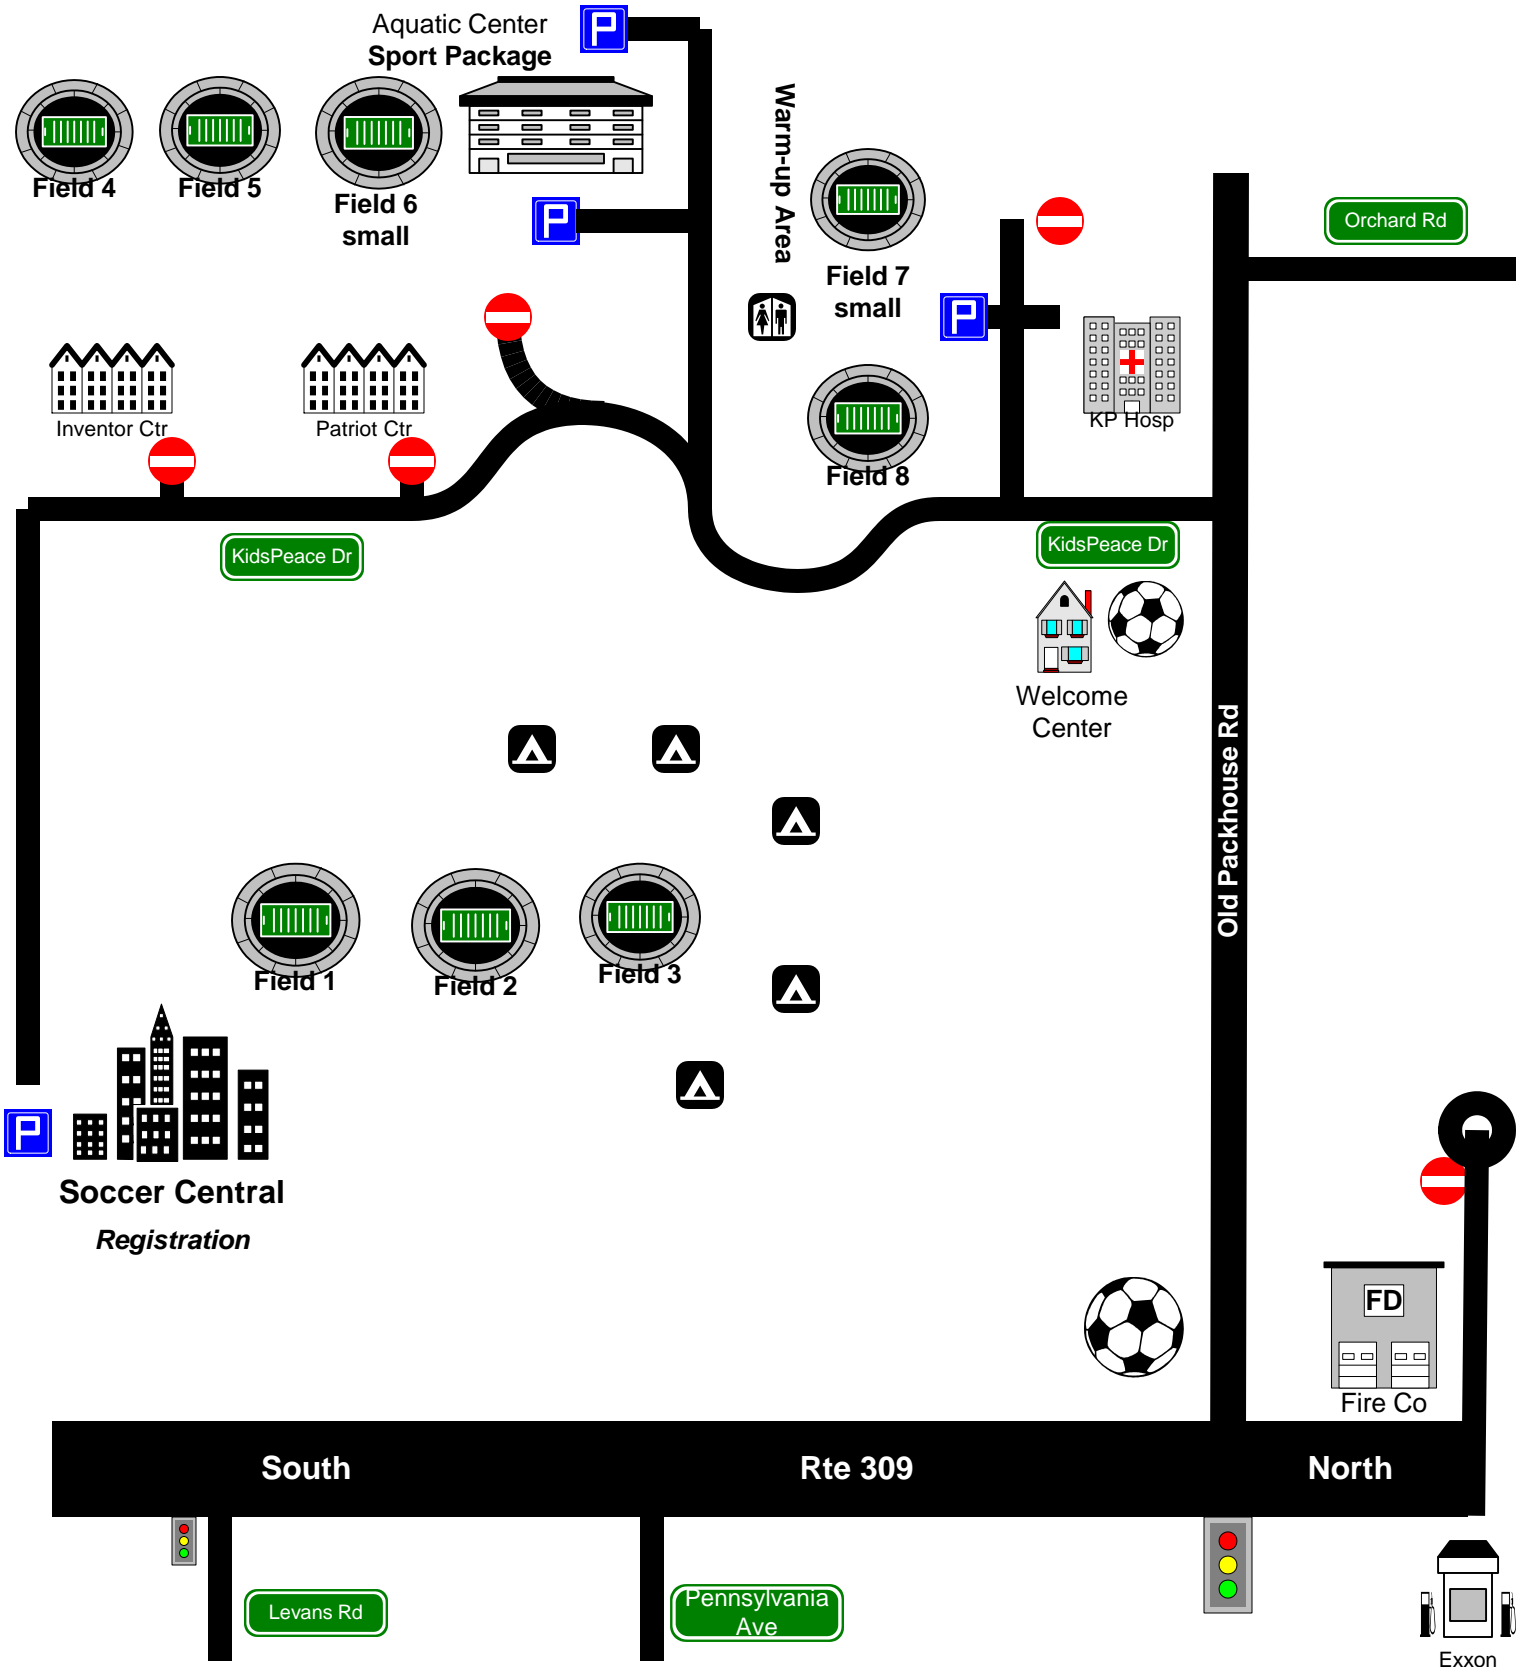 Aquatic Center
Sport Package
P
Warm-up Area
Field 4
Field 5
Field 6
small
P
Field 7
small
Orchard Rd
P
Inventor Ctr
Patriot Ctr
KP Hosp
Field 8
KidsPeace Dr
KidsPeace Dr
Welcome
Center
Old Packhouse Rd
Field 1
Field 2
Field 3
P
Soccer Central
Registration
FD
Fire Co
South
Rte 309
North
Levans Rd
Pennsylvania
Ave
Exxon